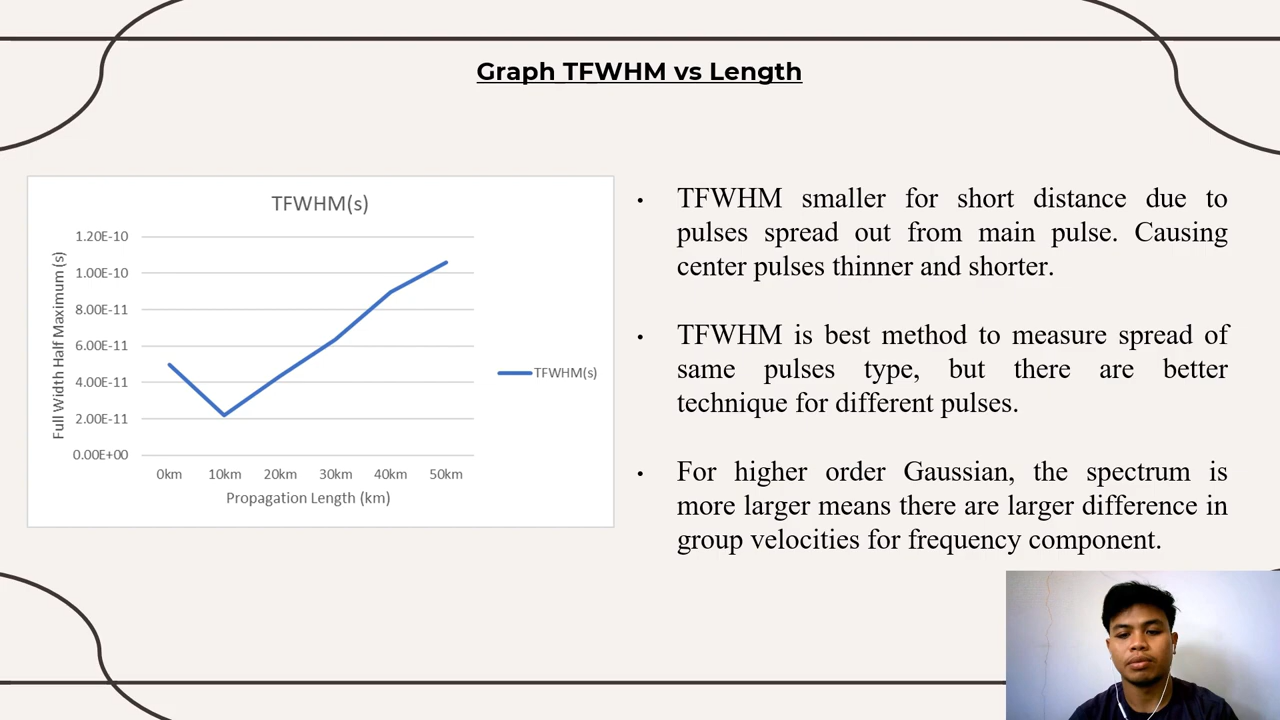 Graph TFWHM vs Length
TFWHM(s)
Full Width Half Maximum (s)
1.20E-10
1.00E-10
8.00E-11
6.00E-11
4.00E-11
2.00E-11
0.00E+00
0km 10km 20km 30km 40km 50km
Propagation Length (km)
TFWHM(s)
• TFWHM smaller for short distance due to
pulses spread out from main pulse. Causing
center pulses thinner and shorter.
• TFWHM is best method to measure spread of
same pulses type, but there are better
technique for different pulses.
• For higher order Gaussian, the spectrum is
more larger means there are larger difference in
group velocities for frequency component.